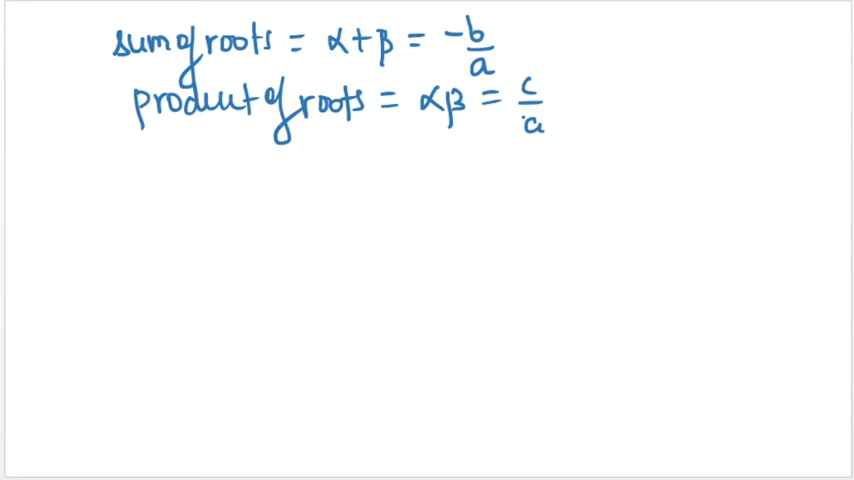 sum of roots = α+β = -b/a
product of roots = αβ = c/a